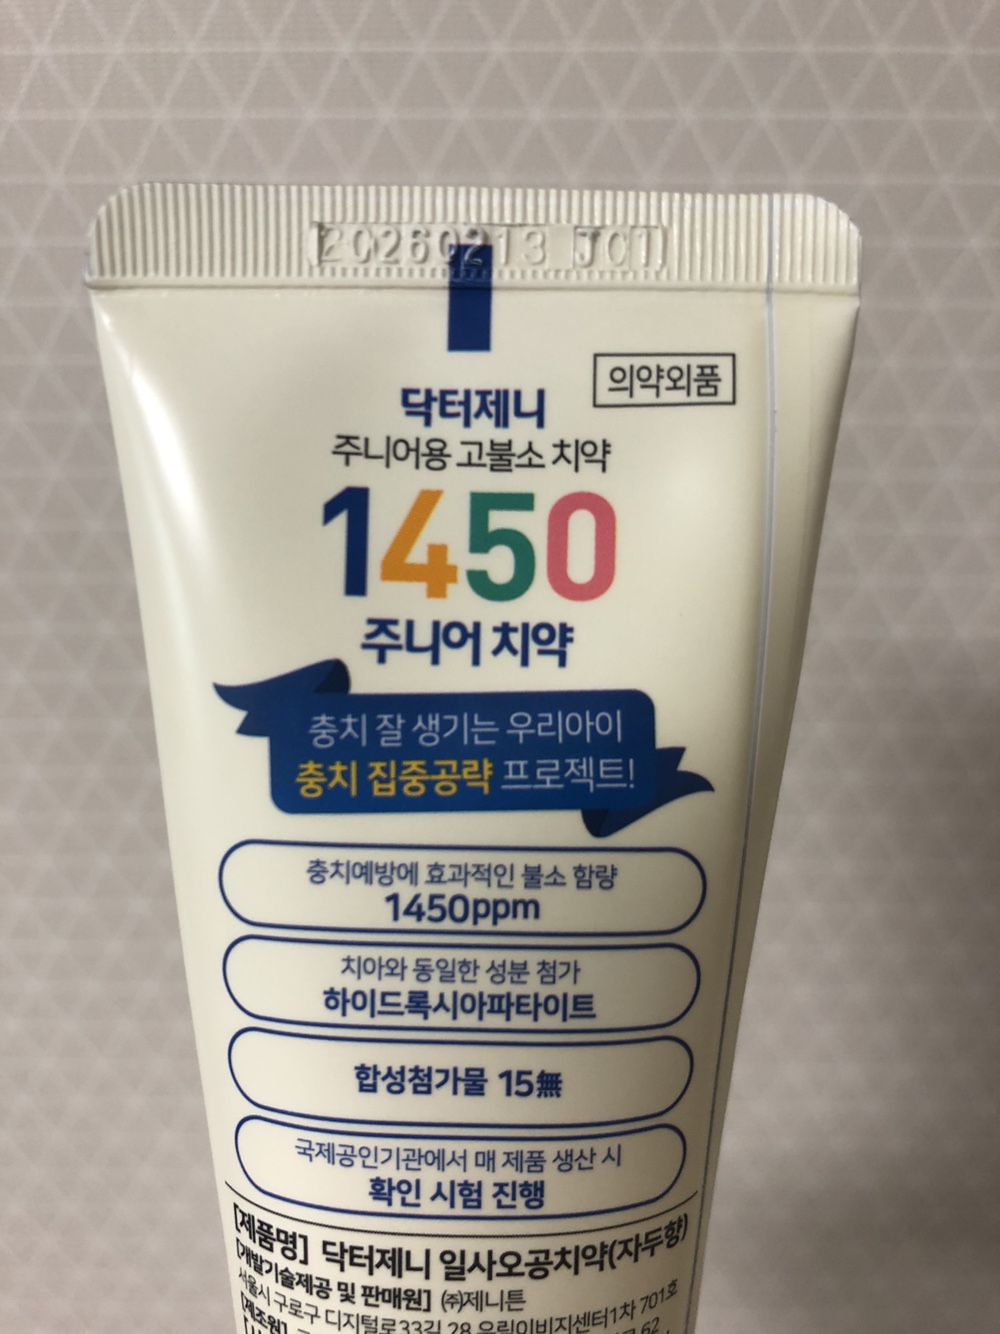 20260213 J01
의약외품
닥터제니
주니어용 고불소 치약
1450
주니어 치약
충치 잘 생기는 우리아이
충치 집중공략 프로젝트!
충치예방에 효과적인 불소 함량
1450ppm
치아와 동일한 성분 첨가
하이드록시아파타이트
합성첨가물 15無
국제공인기관에서 매 제품 생산 시
확인 시험 진행
[제품명] 닥터제니 일사오공치약(자두향)
[개발기술제공 및 판매원] ㈜제니튼
서울시 구로구 디지털로33길 28 우림이비지센터1차 701호
[제조원]
62